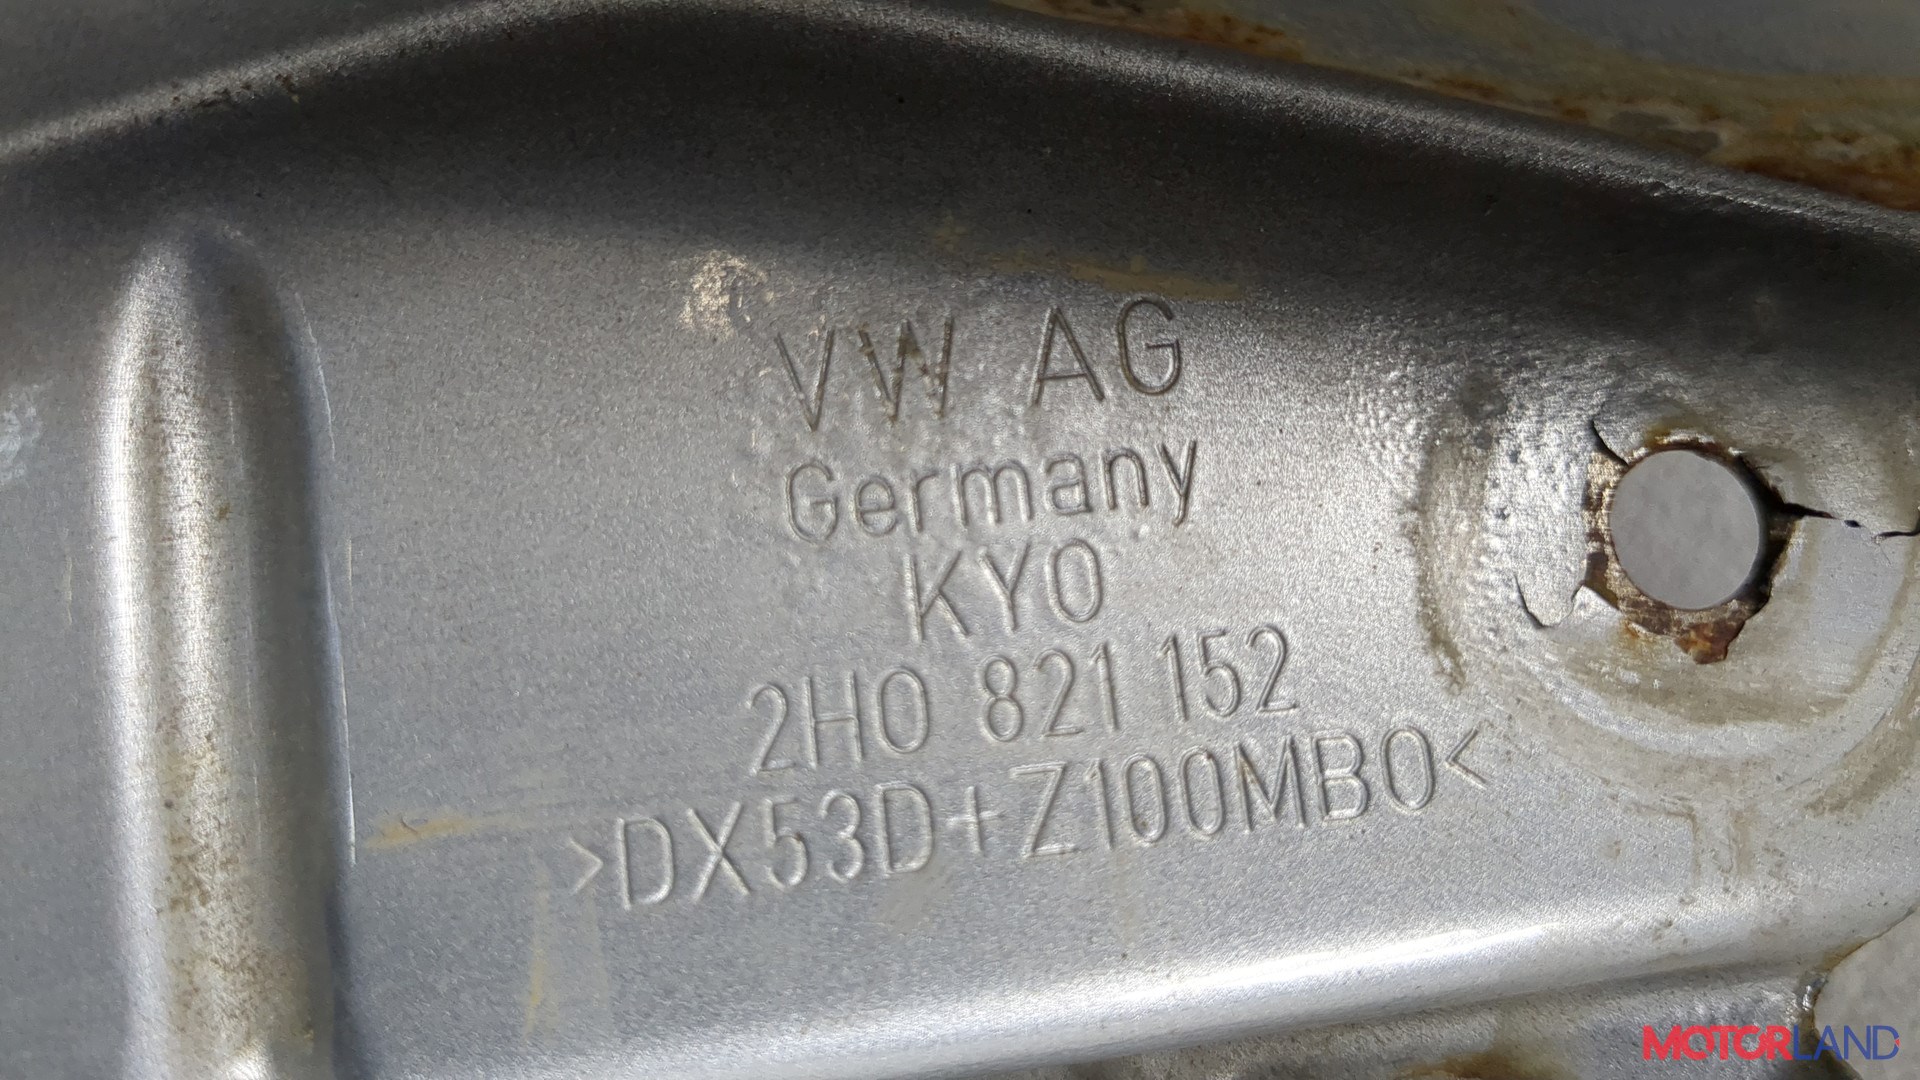 VW AG
Germany
KYO
2H0 821 152
>DX53D+Z100MBO<
MOTORLAND